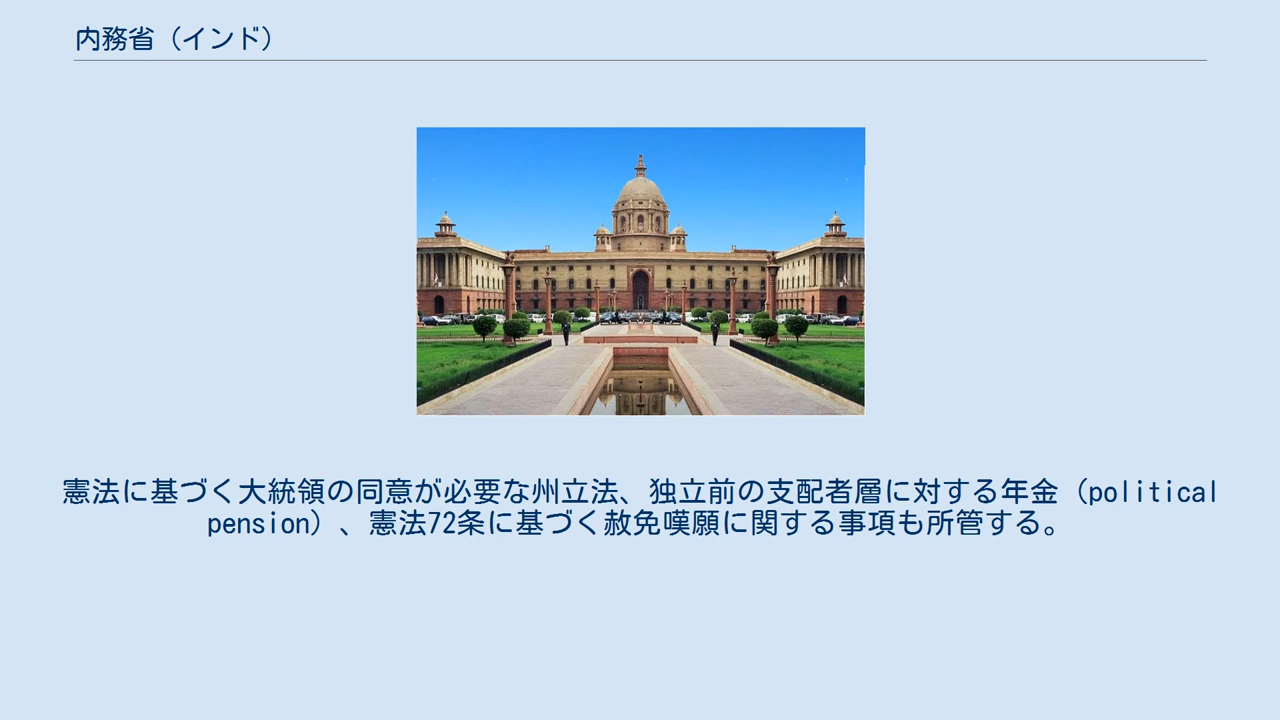 内務省（インド）
憲法に基づく大統領の同意が必要な州立法、独立前の支配者層に対する年金（political
pension）、憲法72条に基づく赦免嘆願に関する事項も所管する。